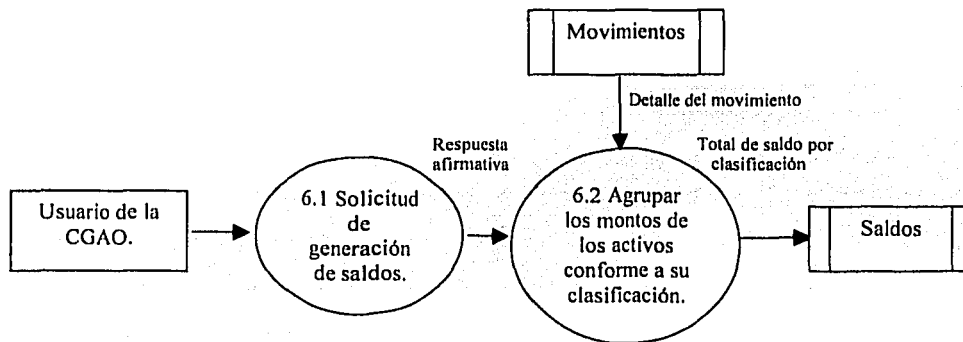 Movimientos
Detalle del movimiento
Respuesta
afirmativa
Total de saldo por
clasificación
Usuario de la
CGAO.
6.1 Solicitud
de
generación
de saldos.
6.2 Agrupar
los montos de
los activos
conforme a su
clasificación.
Saldos